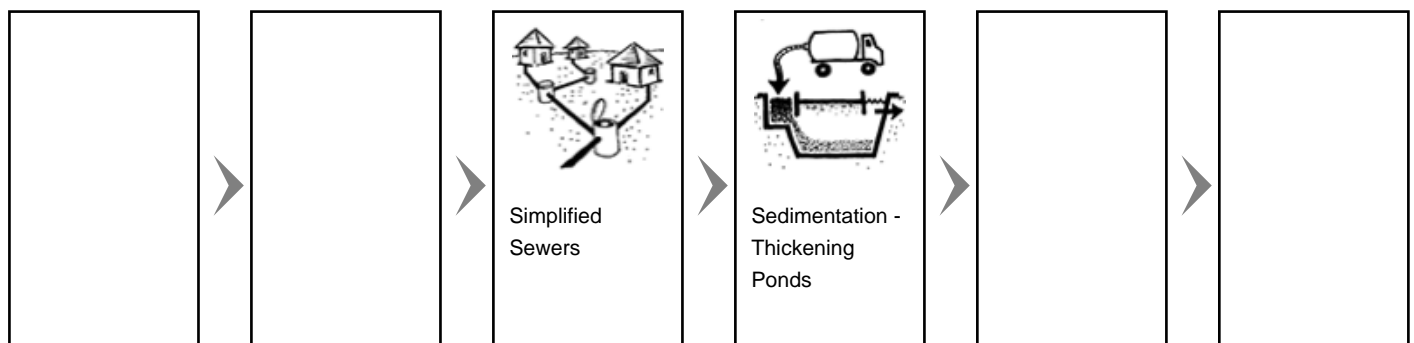 Simplified
Sewers
Sedimentation -
Thickening
Ponds